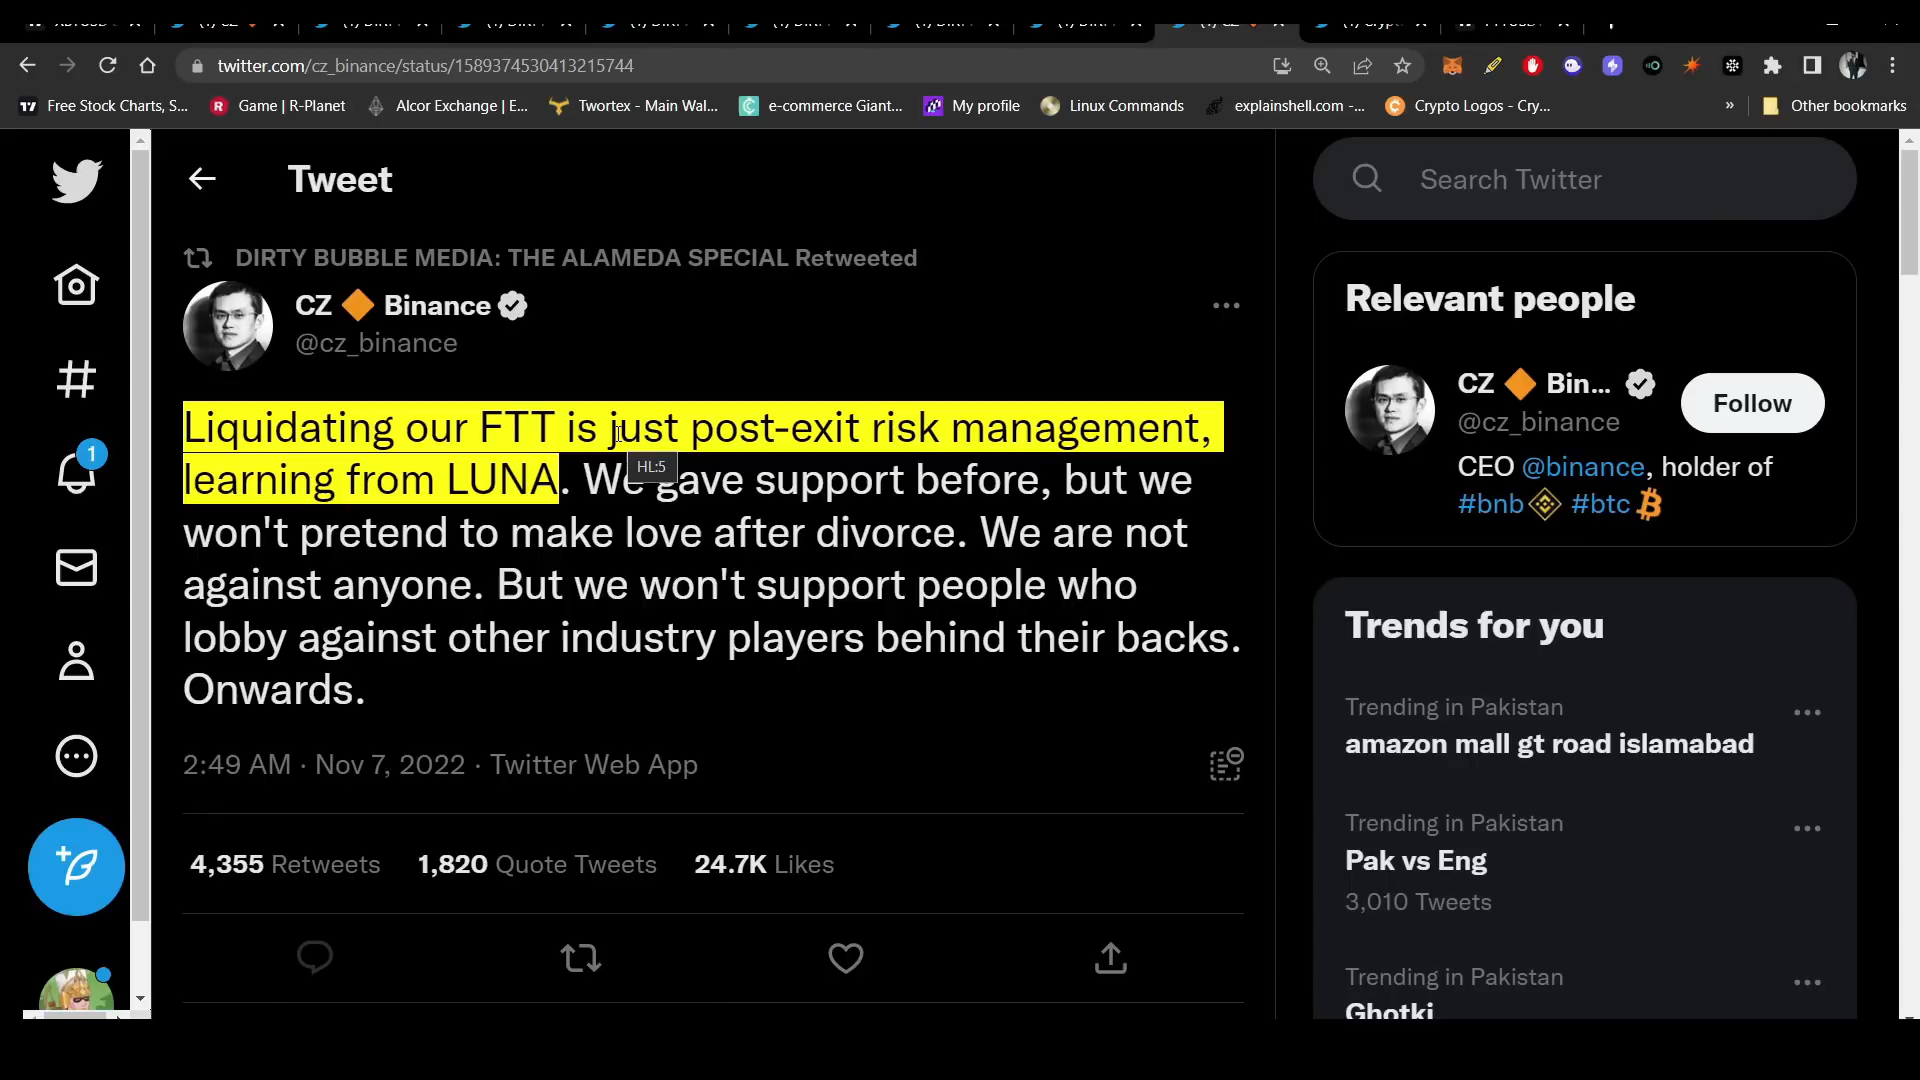 twitter.com/cz_binance/status/1589374530413215744
Free Stock Charts, S... Game | R-Planet Alcor Exchange | E... Twortex - Main Wal... e-commerce Giant... My profile Linux Commands explainshell.com -... Crypto Logos - Cry... » Other bookmarks
Tweet
Search Twitter
DIRTY BUBBLE MEDIA: THE ALAMEDA SPECIAL Retweeted
CZ 🔶 Binance
@cz_binance
Liquidating our FTT is just post-exit risk management,
HL:5
learning from LUNA. We gave support before, but we
won't pretend to make love after divorce. We are not
against anyone. But we won't support people who
lobby against other industry players behind their backs.
Onwards.
2:49 AM · Nov 7, 2022 · Twitter Web App
4,355 Retweets 1,820 Quote Tweets 24.7K Likes
1
Relevant people
CZ 🔶 Bin...
@cz_binance
Follow
CEO @binance, holder of
#bnb #btc
Trends for you
Trending in Pakistan
amazon mall gt road islamabad
Trending in Pakistan
Pak vs Eng
3,010 Tweets
Trending in Pakistan
Ghotki